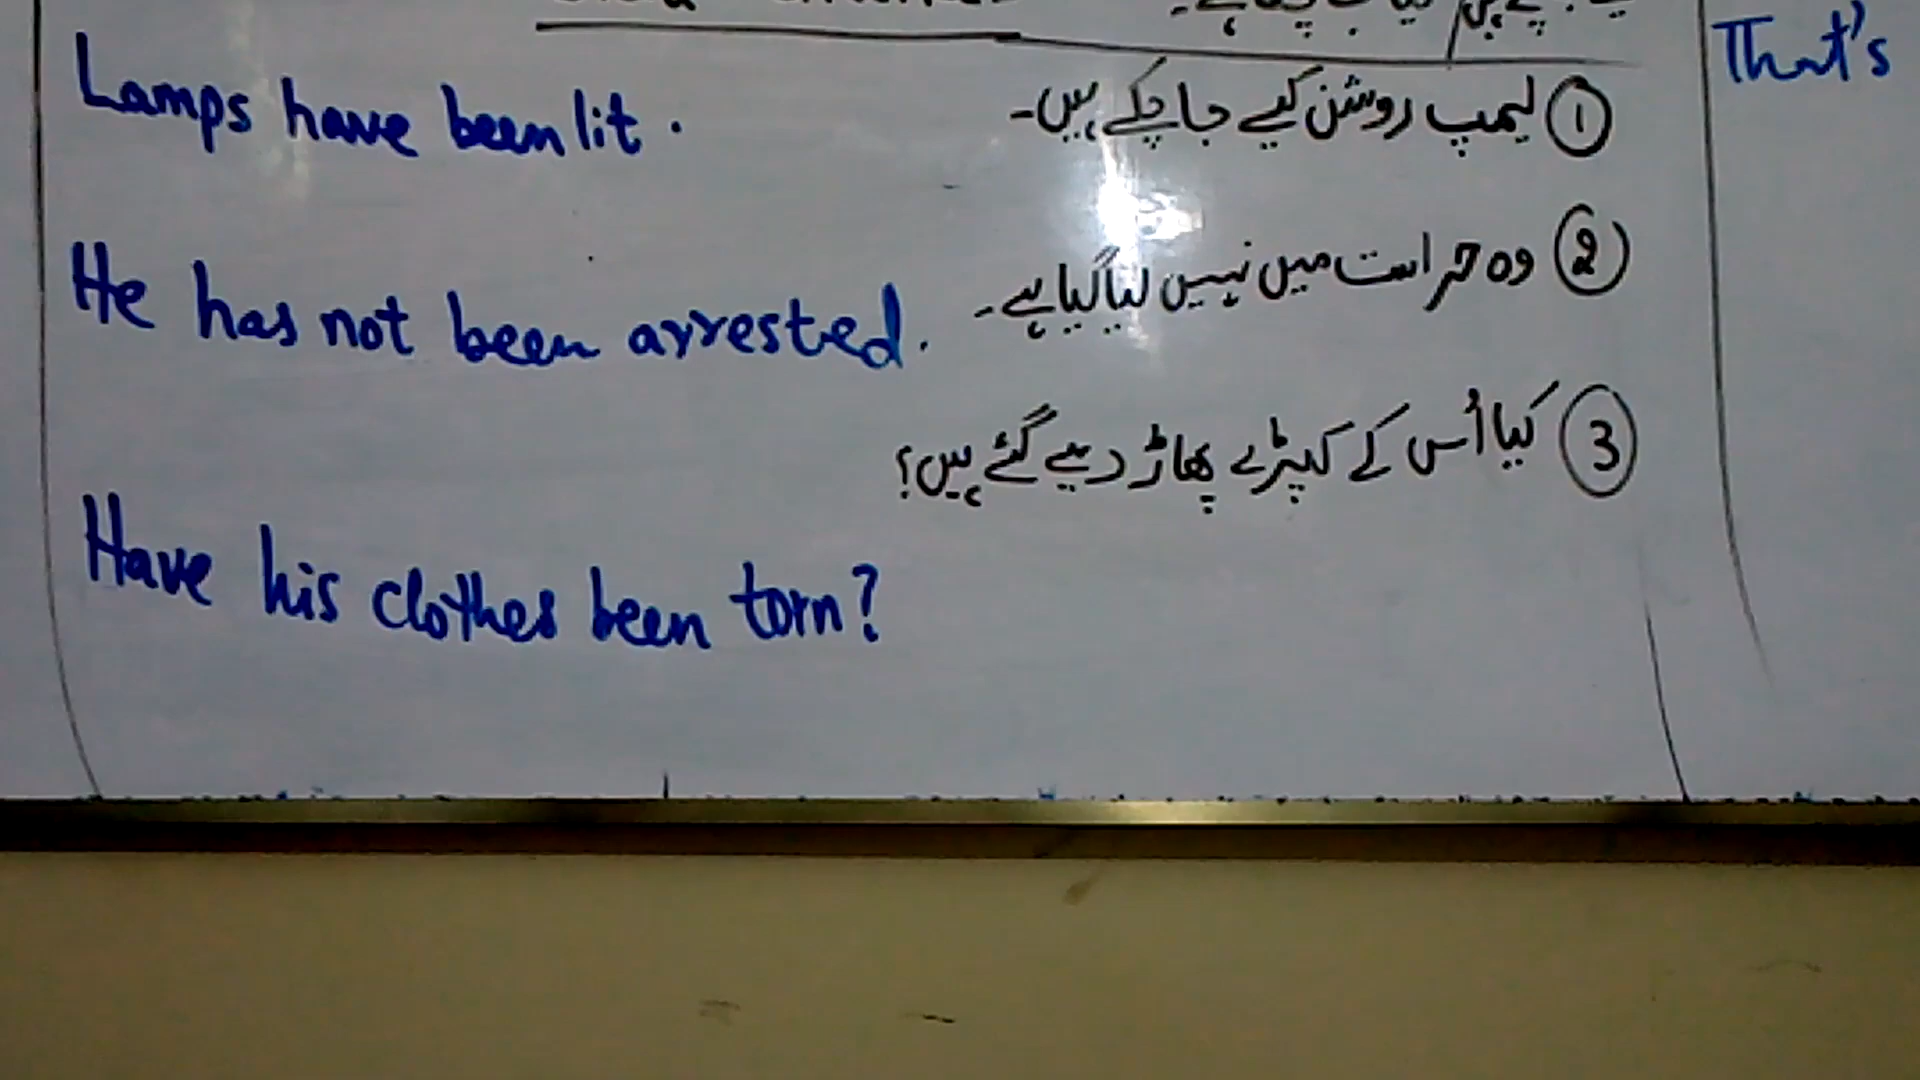 Lamps have been lit.
① لیمپ روشن کیے جا چکے ہیں۔
He has not been arrested.
② وہ حراست میں نہیں لیا گیا ہے۔
③ کیا اُس کے کپڑے پھاڑ دیے گئے ہیں؟
Have his clothes been torn?
That's